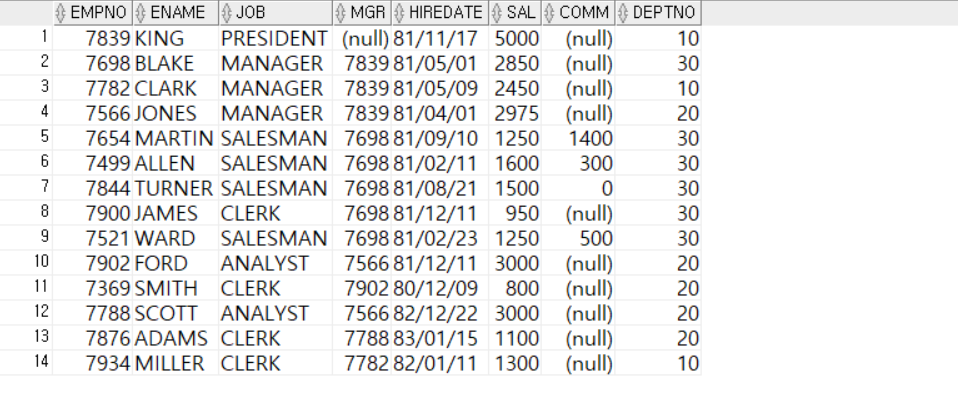 EMPNO ENAME JOB MGR HIREDATE SAL COMM DEPTNO
1 7839 KING PRESIDENT (null) 81/11/17 5000 (null) 10
2 7698 BLAKE MANAGER 7839 81/05/01 2850 (null) 30
3 7782 CLARK MANAGER 7839 81/05/09 2450 (null) 10
4 7566 JONES MANAGER 7839 81/04/01 2975 (null) 20
5 7654 MARTIN SALESMAN 7698 81/09/10 1250 1400 30
6 7499 ALLEN SALESMAN 7698 81/02/11 1600 300 30
7 7844 TURNER SALESMAN 7698 81/08/21 1500 0 30
8 7900 JAMES CLERK 7698 81/12/11 950 (null) 30
9 7521 WARD SALESMAN 7698 81/02/23 1250 500 30
10 7902 FORD ANALYST 7566 81/12/11 3000 (null) 20
11 7369 SMITH CLERK 7902 80/12/09 800 (null) 20
12 7788 SCOTT ANALYST 7566 82/12/22 3000 (null) 20
13 7876 ADAMS CLERK 7788 83/01/15 1100 (null) 20
14 7934 MILLER CLERK 7782 82/01/11 1300 (null) 10